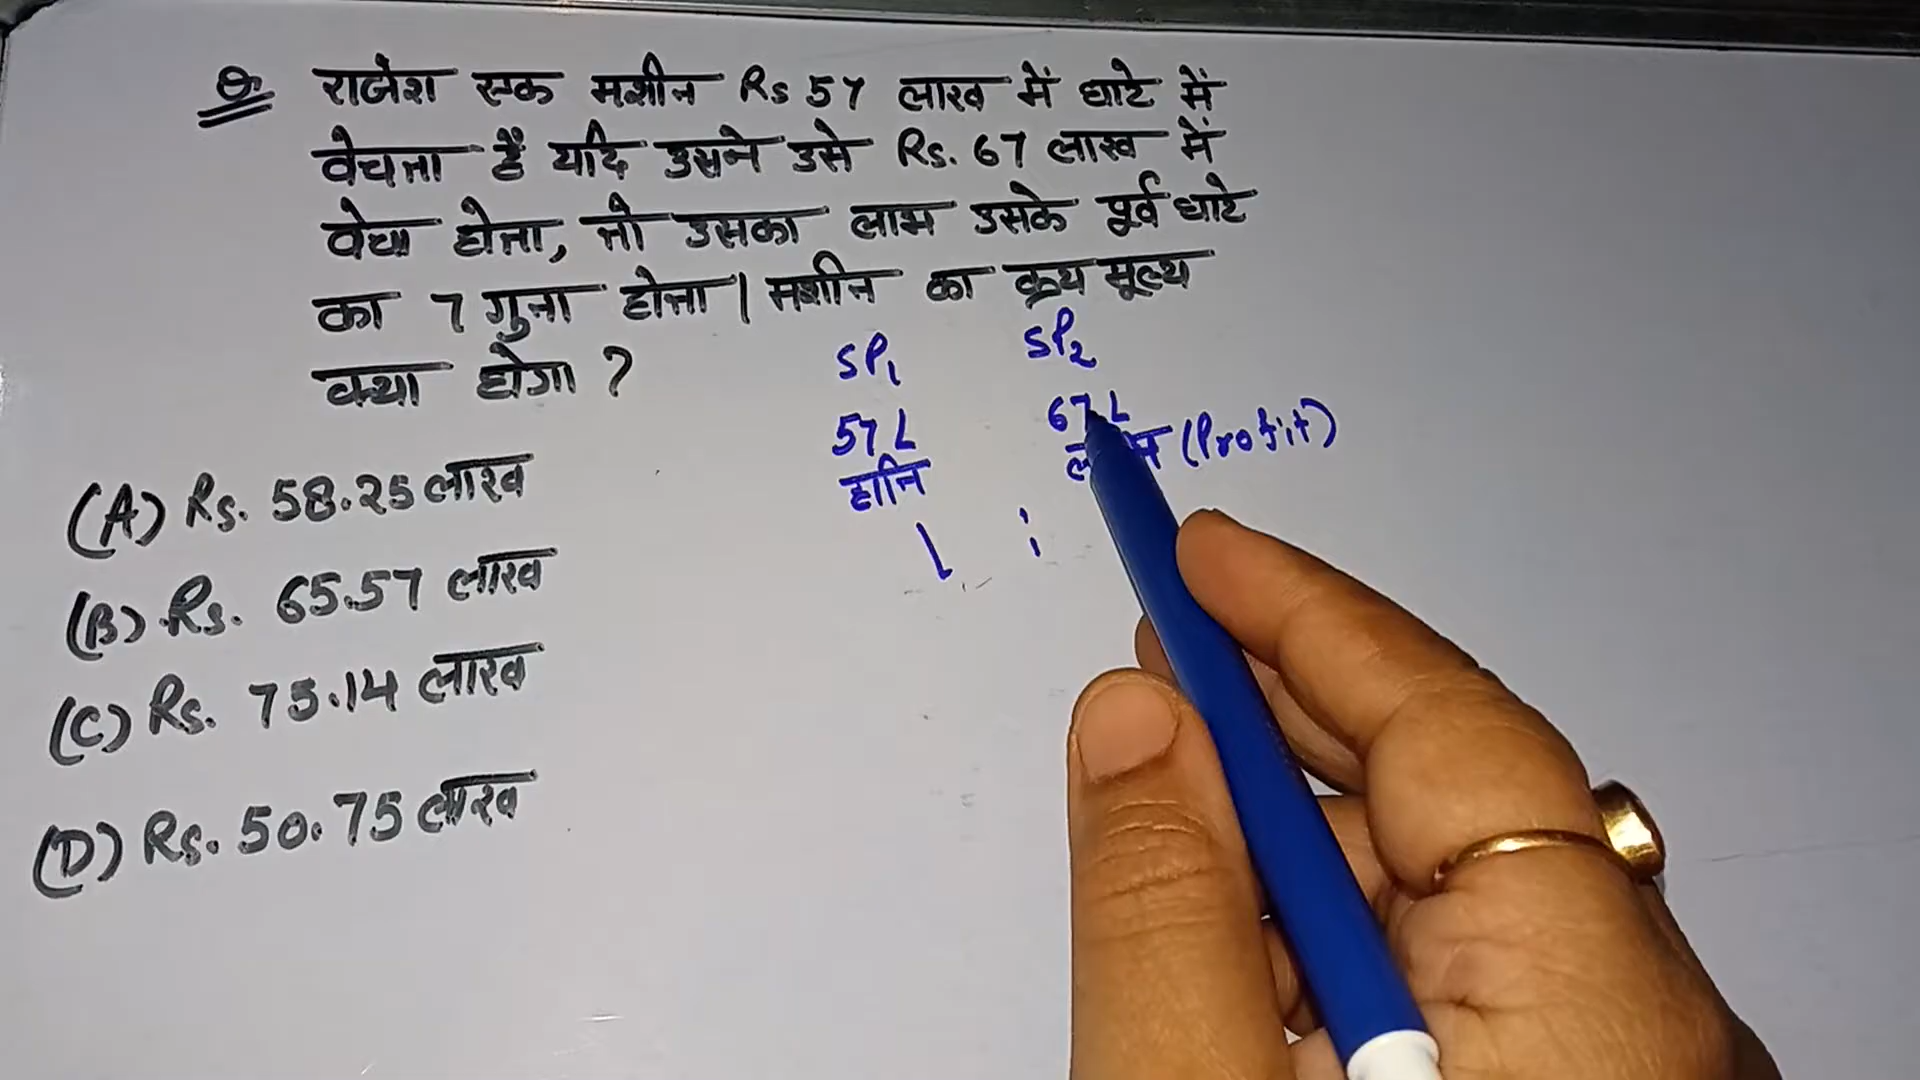 Q. राजेश एक मशीन Rs 57 लाख में घाटे में
बेचता है यदि उसने उसे Rs. 67 लाख में
बेचा होता, तो उसका लाभ उसके पूर्व घाटे
का 7 गुना होता। मशीन का क्रय मूल्य
क्या होगा ?
SP1 SP2
57 L 67 L
हानि (Profit)
1 :
(A) Rs. 58.25 लाख
(B) Rs. 65.57 लाख
(C) Rs. 75.14 लाख
(D) Rs. 50.75 लाख